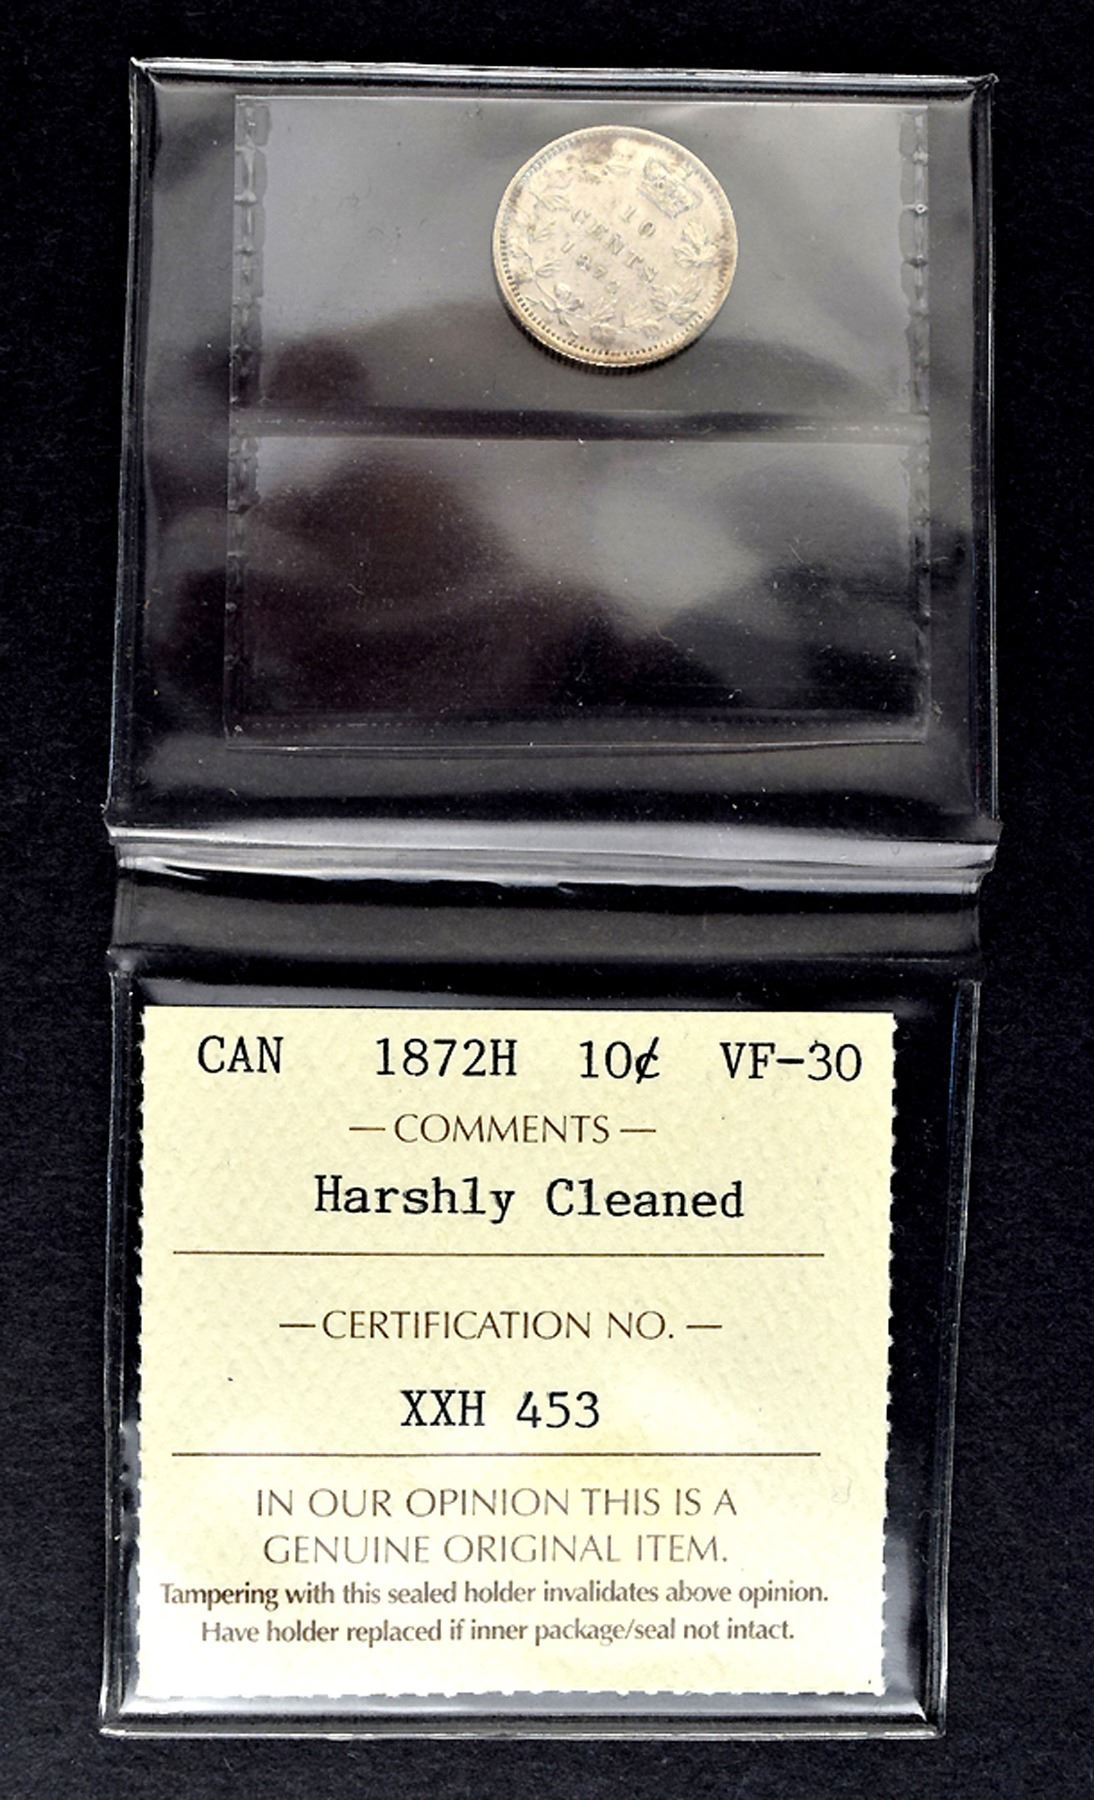 10
CENTS
1872
CAN 1872H 10¢ VF-30
— COMMENTS —
Harshly Cleaned
— CERTIFICATION NO. —
XXH 453
IN OUR OPINION THIS IS A
GENUINE ORIGINAL ITEM.
Tampering with this sealed holder invalidates above opinion.
Have holder replaced if inner package/seal not intact.